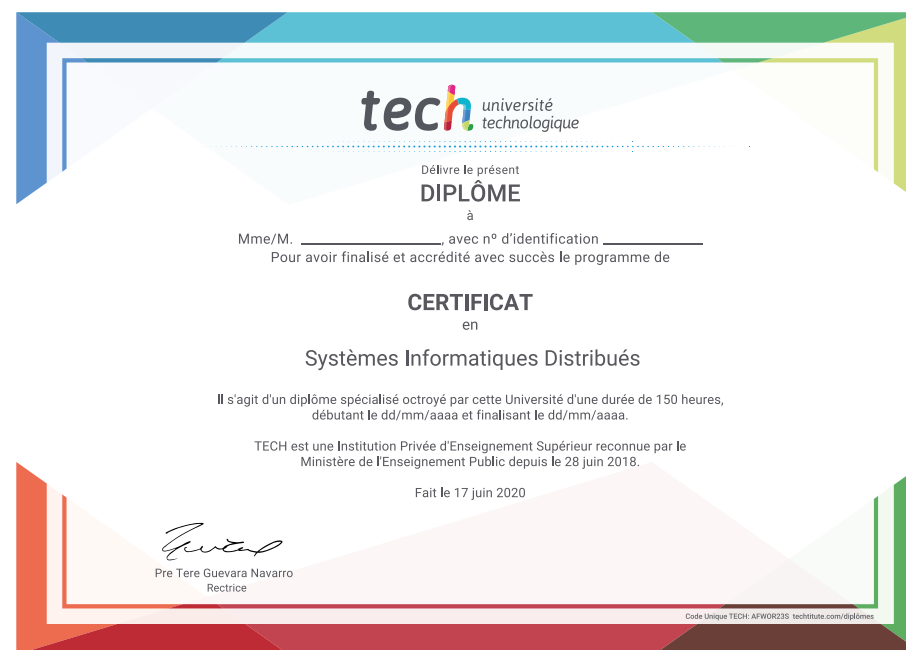 tech université
technologique
Délivre le présent
DIPLÔME
à
Mme/M. ____________________, avec nº d'identification ______________
Pour avoir finalisé et accrédité avec succès le programme de
CERTIFICAT
en
Systèmes Informatiques Distribués
Il s'agit d'un diplôme spécialisé octroyé par cette Université d'une durée de 150 heures,
débutant le dd/mm/aaaa et finalisant le dd/mm/aaaa.
TECH est une Institution Privée d'Enseignement Supérieur reconnue par le
Ministère de l'Enseignement Public depuis le 28 juin 2018.
Fait le 17 juin 2020
Pre Tere Guevara Navarro
Rectrice
Code Unique TECH: AFWOR23S techtitute.com/diplômes